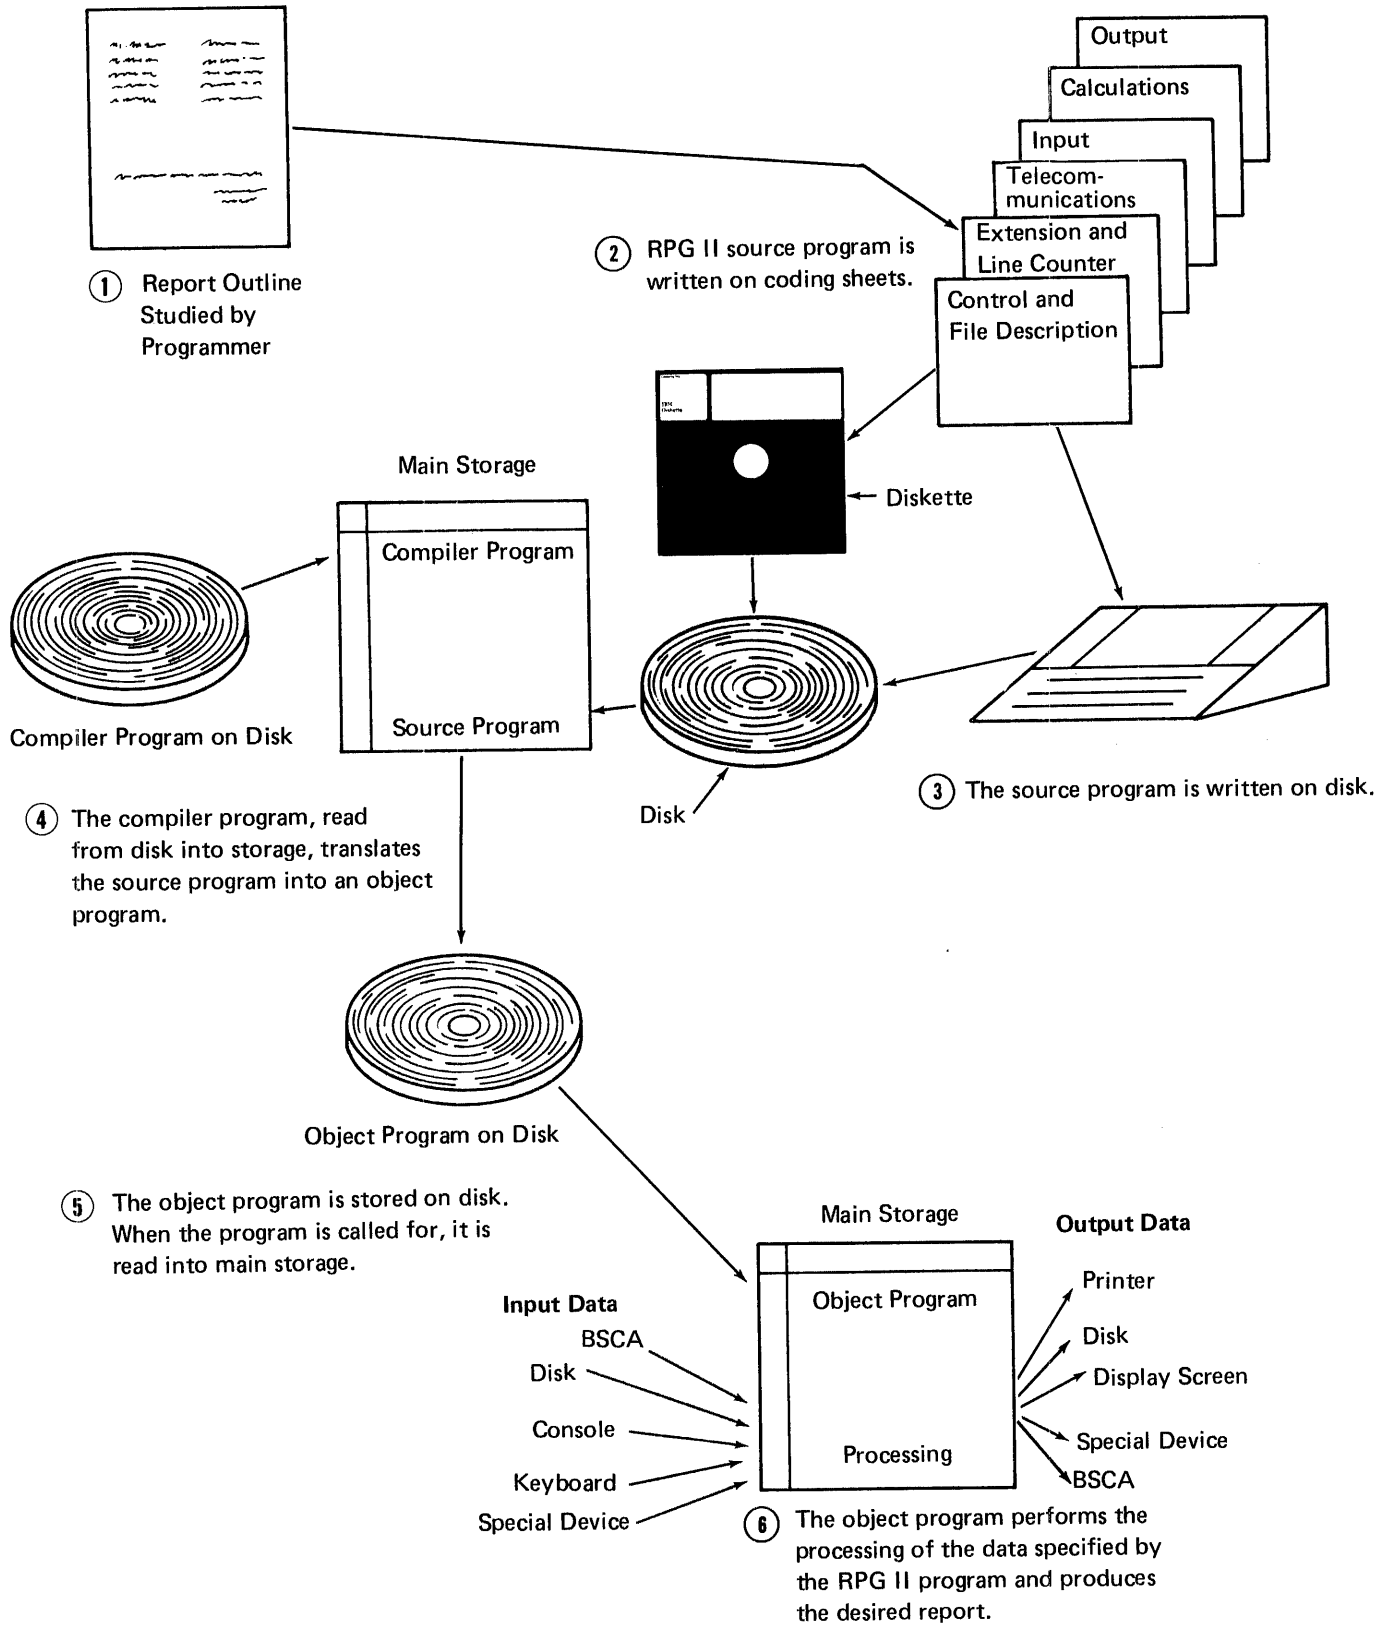 Output
Calculations
Input
Telecom-
munications
Extension and
Line Counter
Control and
File Description
1 Report Outline
Studied by
Programmer
2 RPG II source program is
written on coding sheets.
Diskette
Main Storage
Compiler Program
Source Program
Compiler Program on Disk
Disk
3 The source program is written on disk.
4 The compiler program, read
from disk into storage, translates
the source program into an object
program.
Object Program on Disk
5 The object program is stored on disk.
When the program is called for, it is
read into main storage.
Main Storage
Object Program
Processing
Input Data
BSCA
Disk
Console
Keyboard
Special Device
Output Data
Printer
Disk
Display Screen
Special Device
BSCA
6 The object program performs the
processing of the data specified by
the RPG II program and produces
the desired report.